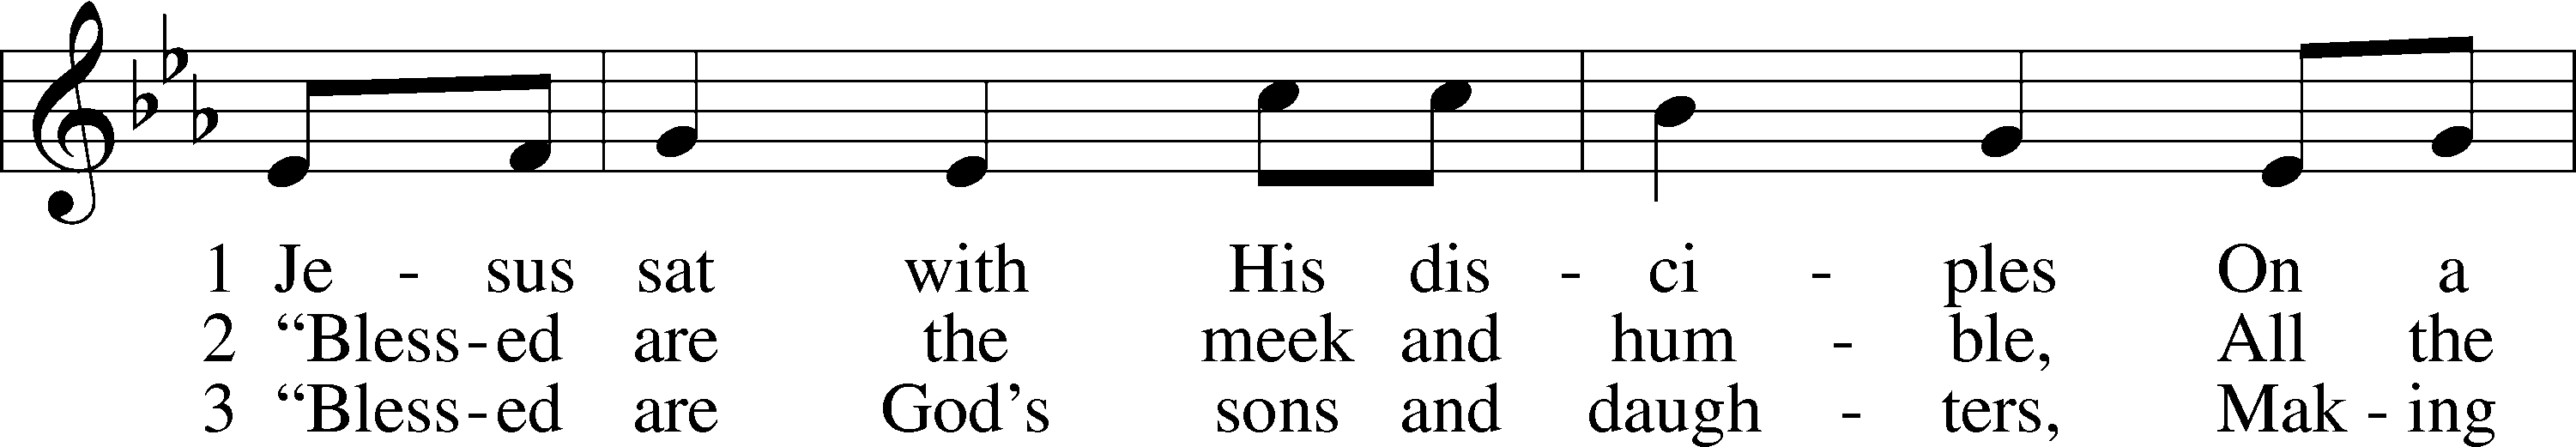 1 Je - sus sat with His dis - ci - ples On a
2 “Bless - ed are the meek and hum - ble, All the
3 “Bless - ed are God’s sons and daugh - ters, Mak - ing